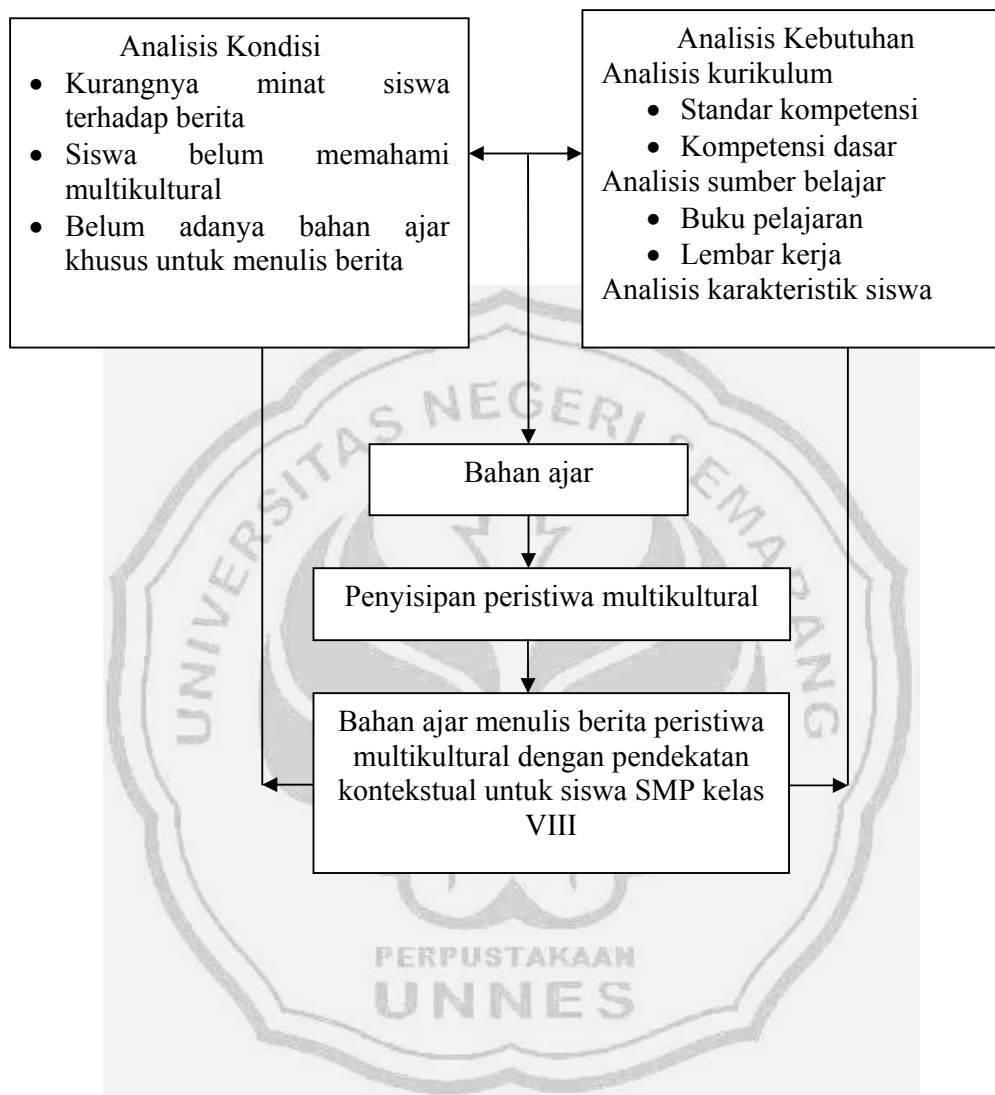 Analisis Kondisi
• Kurangnya minat siswa
terhadap berita
• Siswa belum memahami
multikultural
• Belum adanya bahan ajar
khusus untuk menulis berita
Analisis Kebutuhan
Analisis kurikulum
• Standar kompetensi
• Kompetensi dasar
Analisis sumber belajar
• Buku pelajaran
• Lembar kerja
Analisis karakteristik siswa
UNIVERSITAS NEGERI SEMARANG
Bahan ajar
Penyisipan peristiwa multikultural
Bahan ajar menulis berita peristiwa
multikultural dengan pendekatan
kontekstual untuk siswa SMP kelas
VIII
PERPUSTAKAAN
UNNES